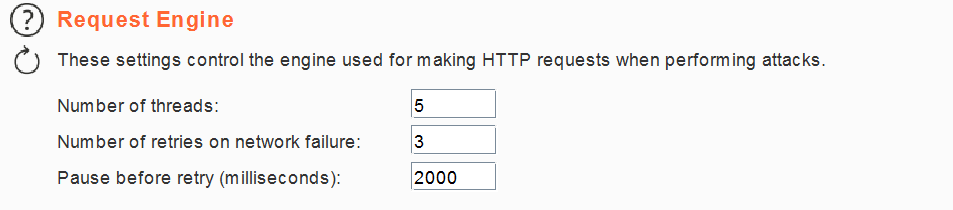 ? Request Engine
These settings control the engine used for making HTTP requests when performing attacks.
Number of threads: 5
Number of retries on network failure: 3
Pause before retry (milliseconds): 2000